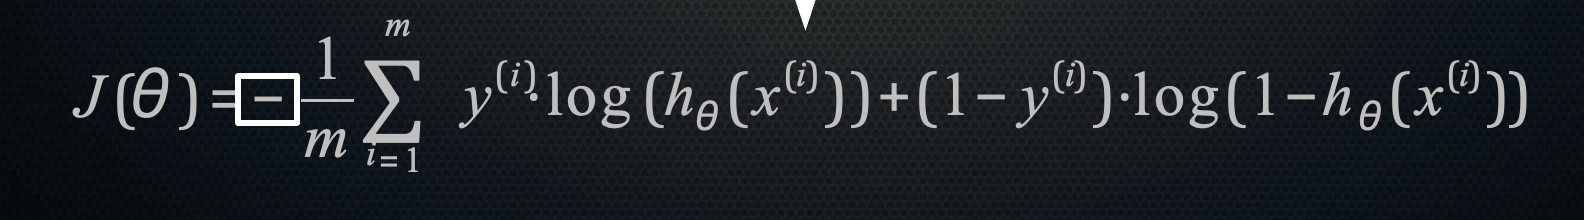 J(θ) = − 1/m ∑_{i=1}^{m} y^{(i)}·log(h_θ(x^{(i)}))+(1−y^{(i)})·log(1−h_θ(x^{(i)}))